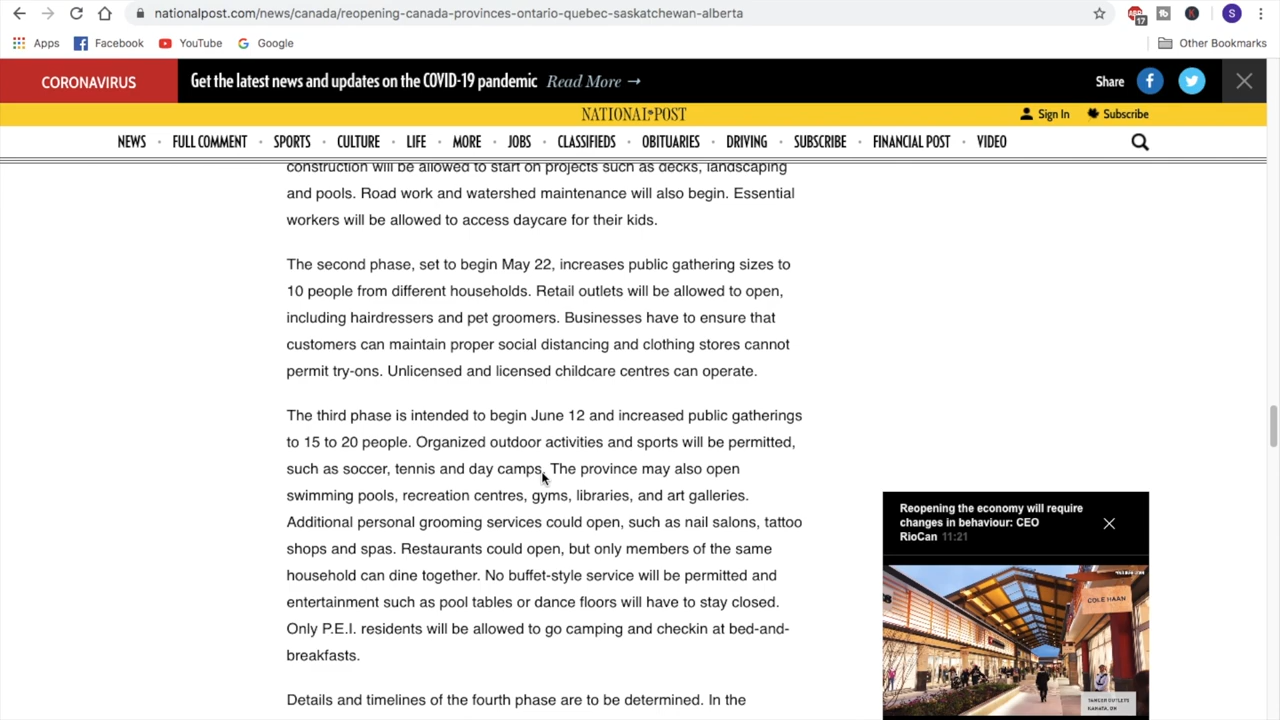 nationalpost.com/news/canada/reopening-canada-provinces-ontario-quebec-saskatchewan-alberta
17
S
Apps Facebook YouTube Google Other Bookmarks
CORONAVIRUS Get the latest news and updates on the COVID-19 pandemic Read More → Share
NATIONAL POST Sign In Subscribe
NEWS FULL COMMENT SPORTS CULTURE LIFE MORE JOBS CLASSIFIEDS OBITUARIES DRIVING SUBSCRIBE FINANCIAL POST VIDEO
construction will be allowed to start on projects such as decks, landscaping
and pools. Road work and watershed maintenance will also begin. Essential
workers will be allowed to access daycare for their kids.
The second phase, set to begin May 22, increases public gathering sizes to
10 people from different households. Retail outlets will be allowed to open,
including hairdressers and pet groomers. Businesses have to ensure that
customers can maintain proper social distancing and clothing stores cannot
permit try-ons. Unlicensed and licensed childcare centres can operate.
The third phase is intended to begin June 12 and increased public gatherings
to 15 to 20 people. Organized outdoor activities and sports will be permitted,
such as soccer, tennis and day camps. The province may also open
swimming pools, recreation centres, gyms, libraries, and art galleries.
Additional personal grooming services could open, such as nail salons, tattoo
shops and spas. Restaurants could open, but only members of the same
household can dine together. No buffet-style service will be permitted and
entertainment such as pool tables or dance floors will have to stay closed.
Only P.E.I. residents will be allowed to go camping and checkin at bed-and-
breakfasts.
Details and timelines of the fourth phase are to be determined. In the
Reopening the economy will require
changes in behaviour: CEO
RioCan 11:21
COLE HAAN
TANGER OUTLETS
KANATA, ON